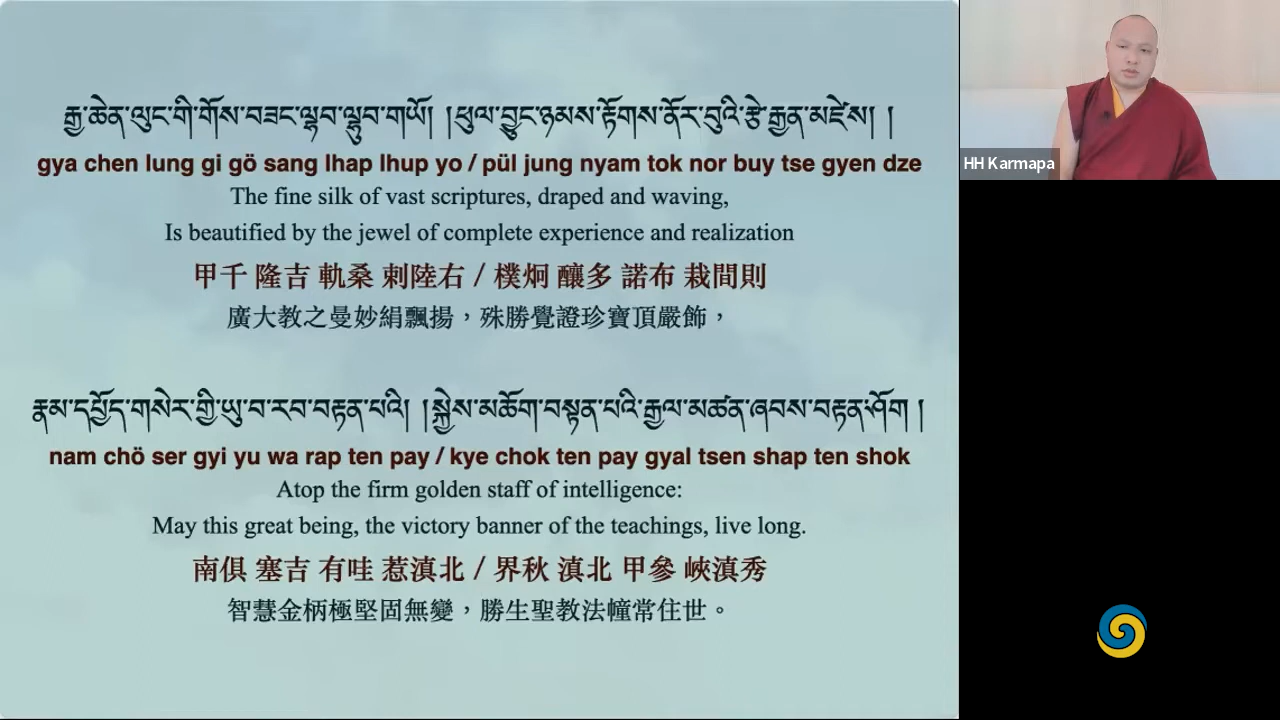 རྒྱ་ཆེན་ལུང་གི་གོས་བཟང་ལྷབ་ལྷུབ་གཡོ། །ཕུལ་བྱུང་ཉམས་རྟོགས་ནོར་བུའི་རྩེ་རྒྱན་མཛེས། །
gya chen lung gi gö sang lhap lhup yo / pül jung nyam tok nor buy tse gyen dze
The fine silk of vast scriptures, draped and waving,
Is beautified by the jewel of complete experience and realization
甲千 隆吉 軌桑 剌陸右 / 樸炯 釀多 諾布 栽間則
廣大教之曼妙絹飄揚，殊勝覺證珍寶頂嚴飾，
རྣམ་དཔྱོད་གསེར་གྱི་ཡུ་བ་རབ་བརྟན་པའི། །སྐྱེས་མཆོག་བསྟན་པའི་རྒྱལ་མཚན་ཞབས་བརྟན་ཤོག །
nam chö ser gyi yu wa rap ten pay / kye chok ten pay gyal tsen shap ten shok
Atop the firm golden staff of intelligence:
May this great being, the victory banner of the teachings, live long.
南俱 塞吉 有哇 惹滇北 / 界秋 滇北 甲參 峽滇秀
智慧金柄極堅固無變，勝生聖教法幢常住世。
HH Karmapa